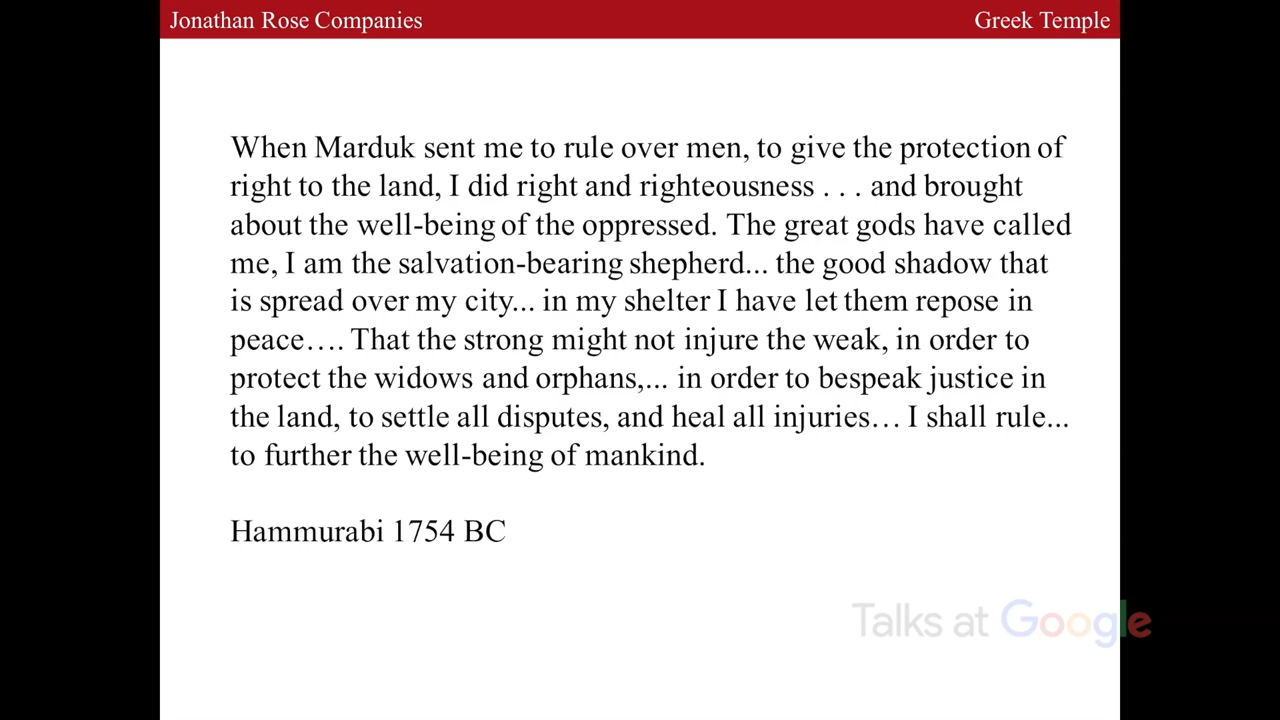 Jonathan Rose Companies
Greek Temple
When Marduk sent me to rule over men, to give the protection of
right to the land, I did right and righteousness . . . and brought
about the well-being of the oppressed. The great gods have called
me, I am the salvation-bearing shepherd... the good shadow that
is spread over my city... in my shelter I have let them repose in
peace…. That the strong might not injure the weak, in order to
protect the widows and orphans,... in order to bespeak justice in
the land, to settle all disputes, and heal all injuries… I shall rule...
to further the well-being of mankind.
Hammurabi 1754 BC
Talks at Google